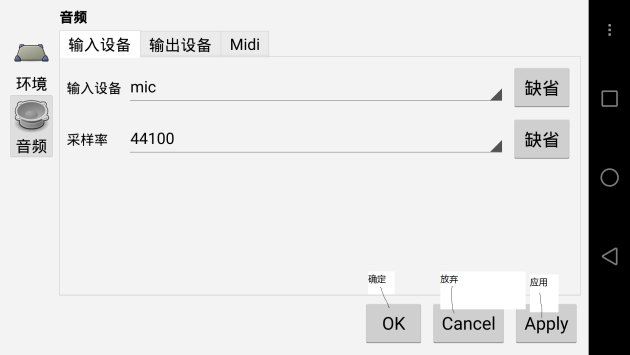 音频
输入设备 输出设备 Midi
环境
音频
输入设备 mic 缺省
采样率 44100 缺省
确定 放弃 应用
OK Cancel Apply